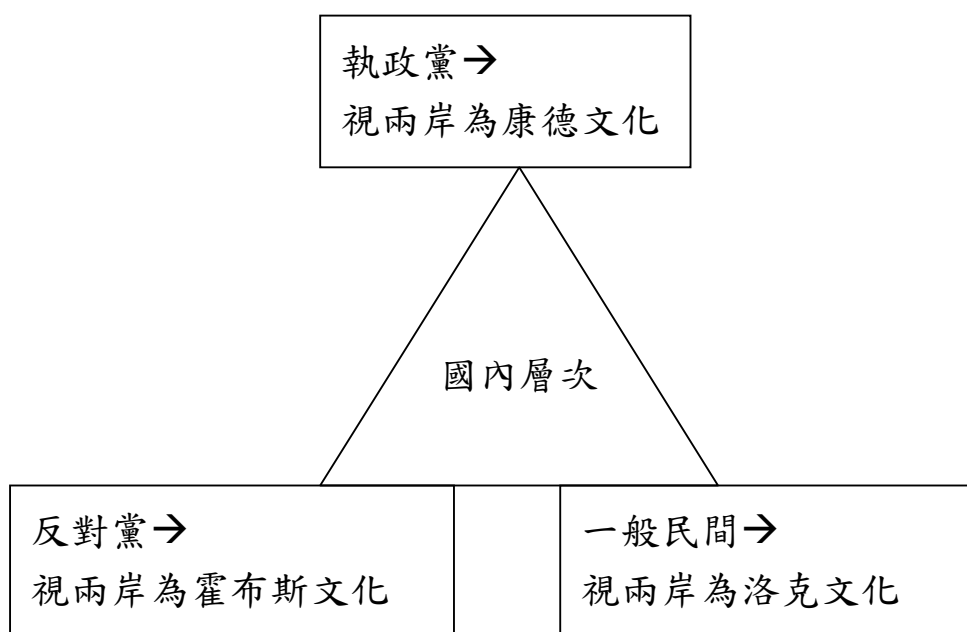 執政黨→
視兩岸為康德文化
國內層次
反對黨→
視兩岸為霍布斯文化
一般民間→
視兩岸為洛克文化